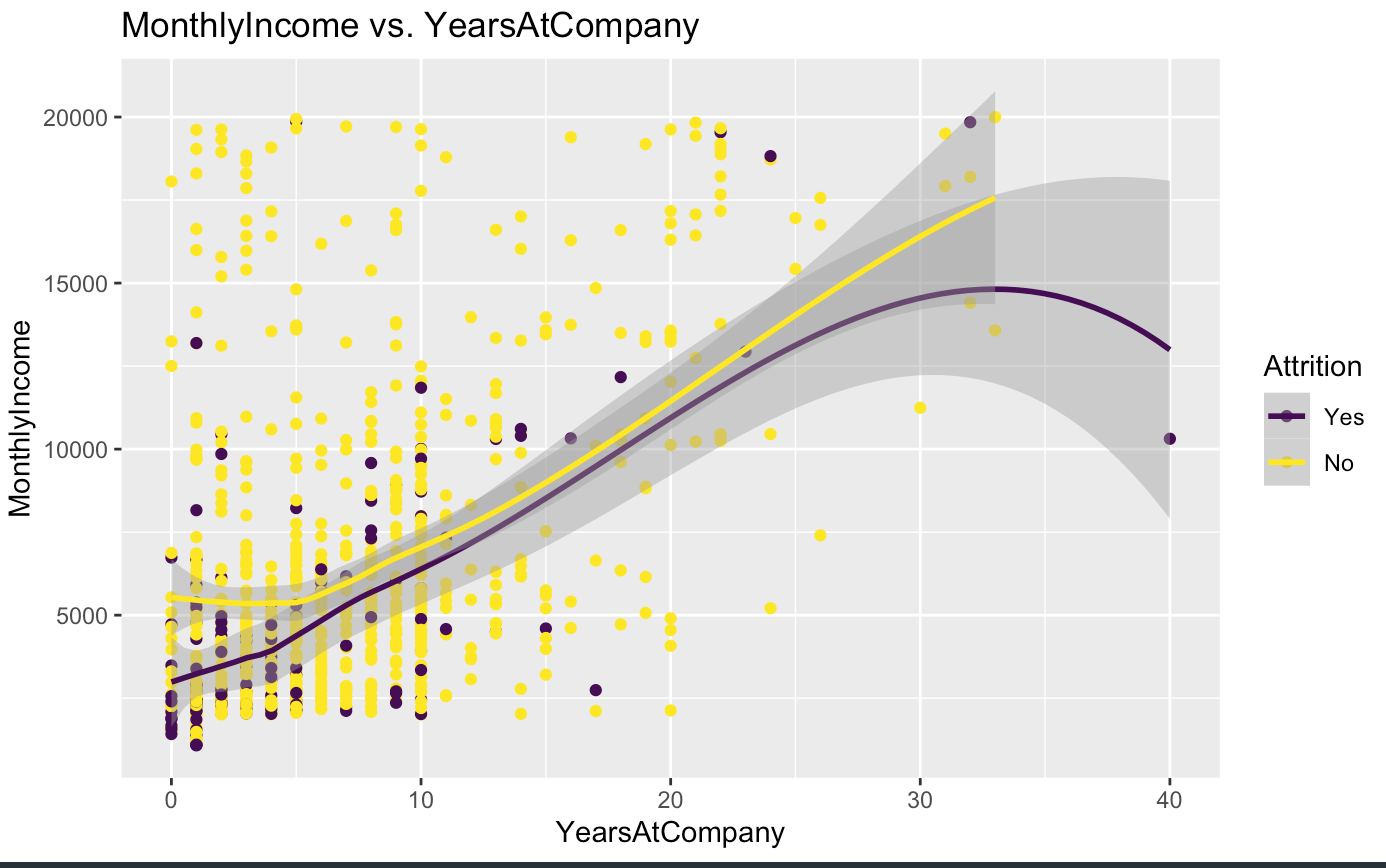 MonthlyIncome vs. YearsAtCompany
20000
15000
10000
5000
MonthlyIncome
0 10 20 30 40
YearsAtCompany
Attrition
Yes
No